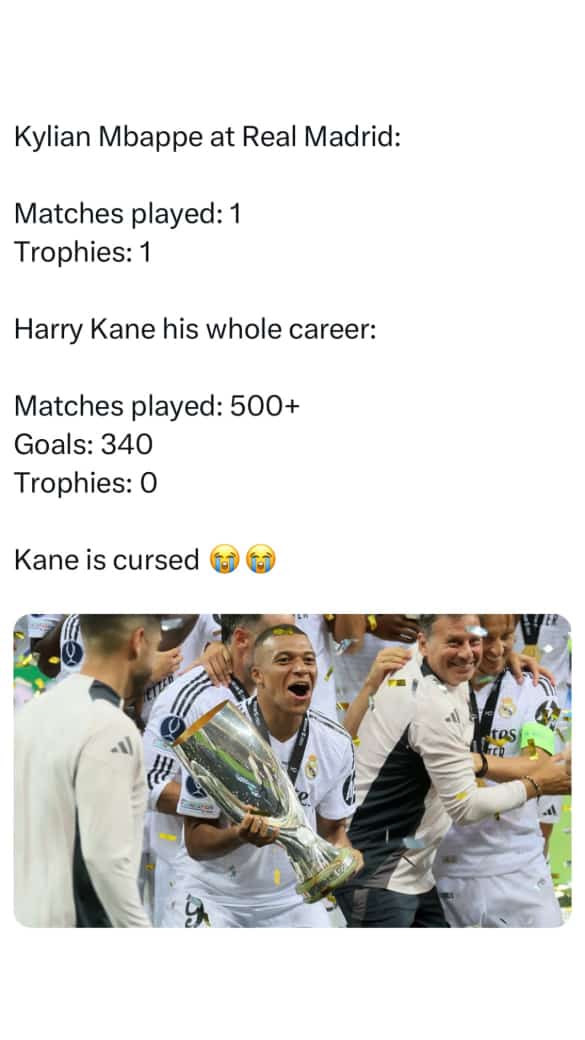 Kylian Mbappe at Real Madrid:
Matches played: 1
Trophies: 1
Harry Kane his whole career:
Matches played: 500+
Goals: 340
Trophies: 0
Kane is cursed 😭😭